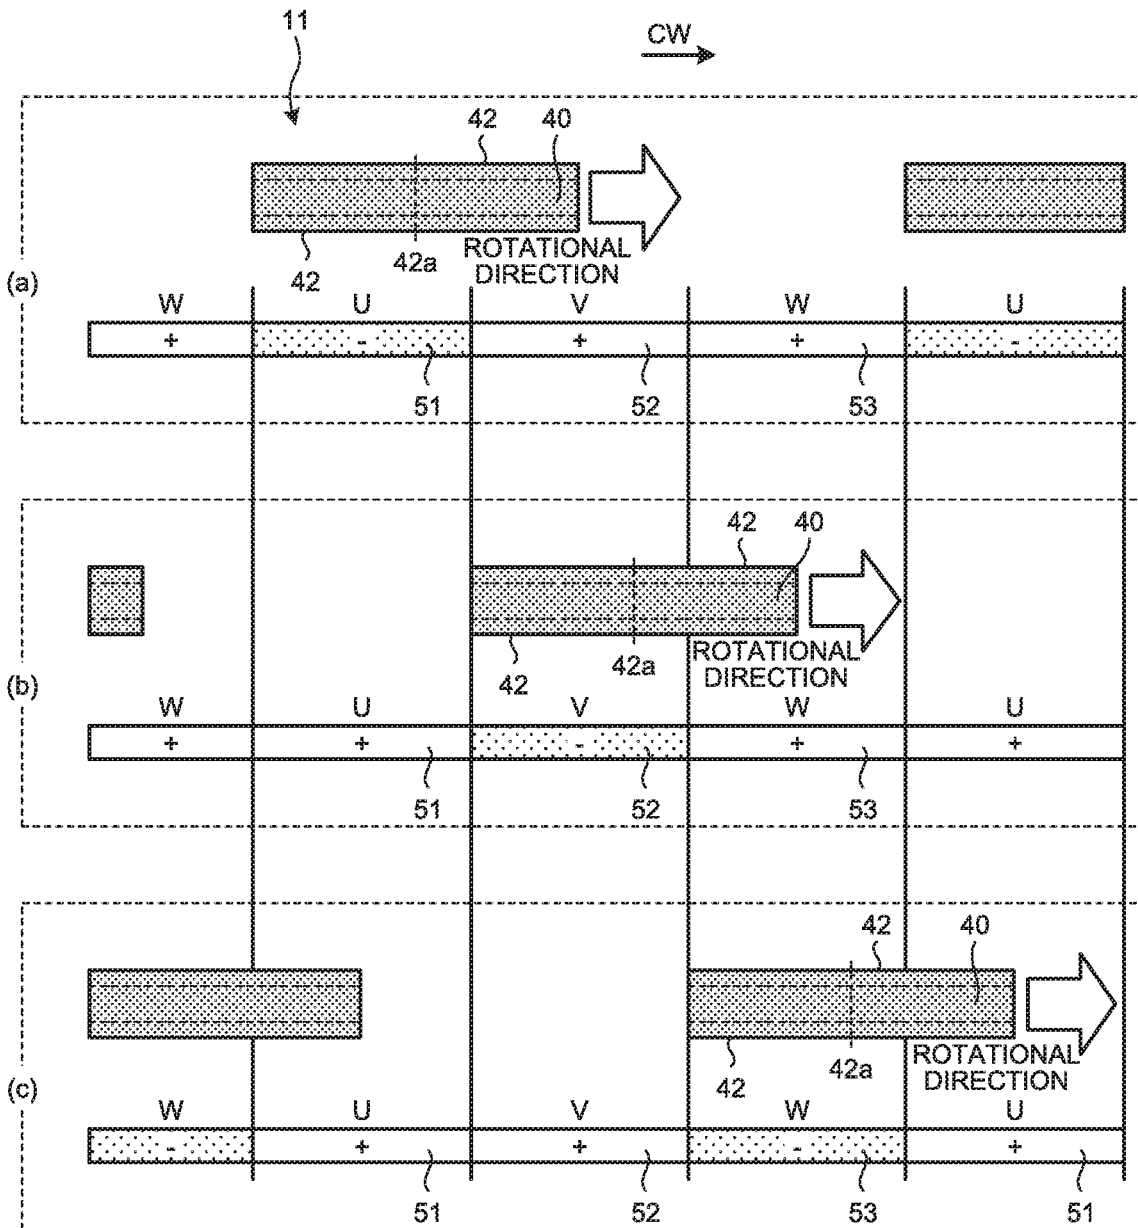 11
CW
42
40
42
42a
ROTATIONAL
DIRECTION
(a)
W
U
V
W
U
+
-
+
+
-
51
52
53
42
40
42
42a
ROTATIONAL
DIRECTION
(b)
W
U
V
W
U
+
+
-
+
+
51
52
53
42
40
42
42a
ROTATIONAL
DIRECTION
(c)
W
U
V
W
U
-
+
+
-
+
51
52
53
51